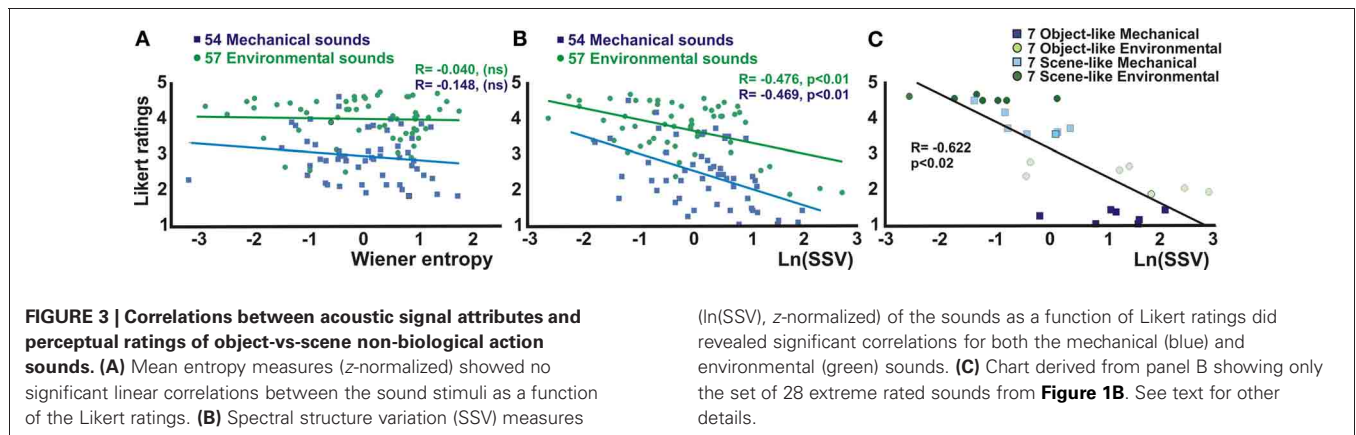 A
■ 54 Mechanical sounds
● 57 Environmental sounds
R= -0.040, (ns)
R= -0.148, (ns)
Likert ratings
5
4
3
2
1
-3 -2 -1 0 1 2
Wiener entropy
B
■ 54 Mechanical sounds
● 57 Environmental sounds
R= -0.476, p<0.01
R= -0.469, p<0.01
5
4
3
2
1
-3 -2 -1 0 1 2 3
Ln(SSV)
C
■ 7 Object-like Mechanical
○ 7 Object-like Environmental
■ 7 Scene-like Mechanical
● 7 Scene-like Environmental
R= -0.622
p<0.02
5
4
3
2
1
-3 -2 -1 0 1 2 3
Ln(SSV)
FIGURE 3 | Correlations between acoustic signal attributes and
perceptual ratings of object-vs-scene non-biological action
sounds. (A) Mean entropy measures (z-normalized) showed no
significant linear correlations between the sound stimuli as a function
of the Likert ratings. (B) Spectral structure variation (SSV) measures
(ln(SSV), z-normalized) of the sounds as a function of Likert ratings did
revealed significant correlations for both the mechanical (blue) and
environmental (green) sounds. (C) Chart derived from panel B showing only
the set of 28 extreme rated sounds from Figure 1B. See text for other
details.